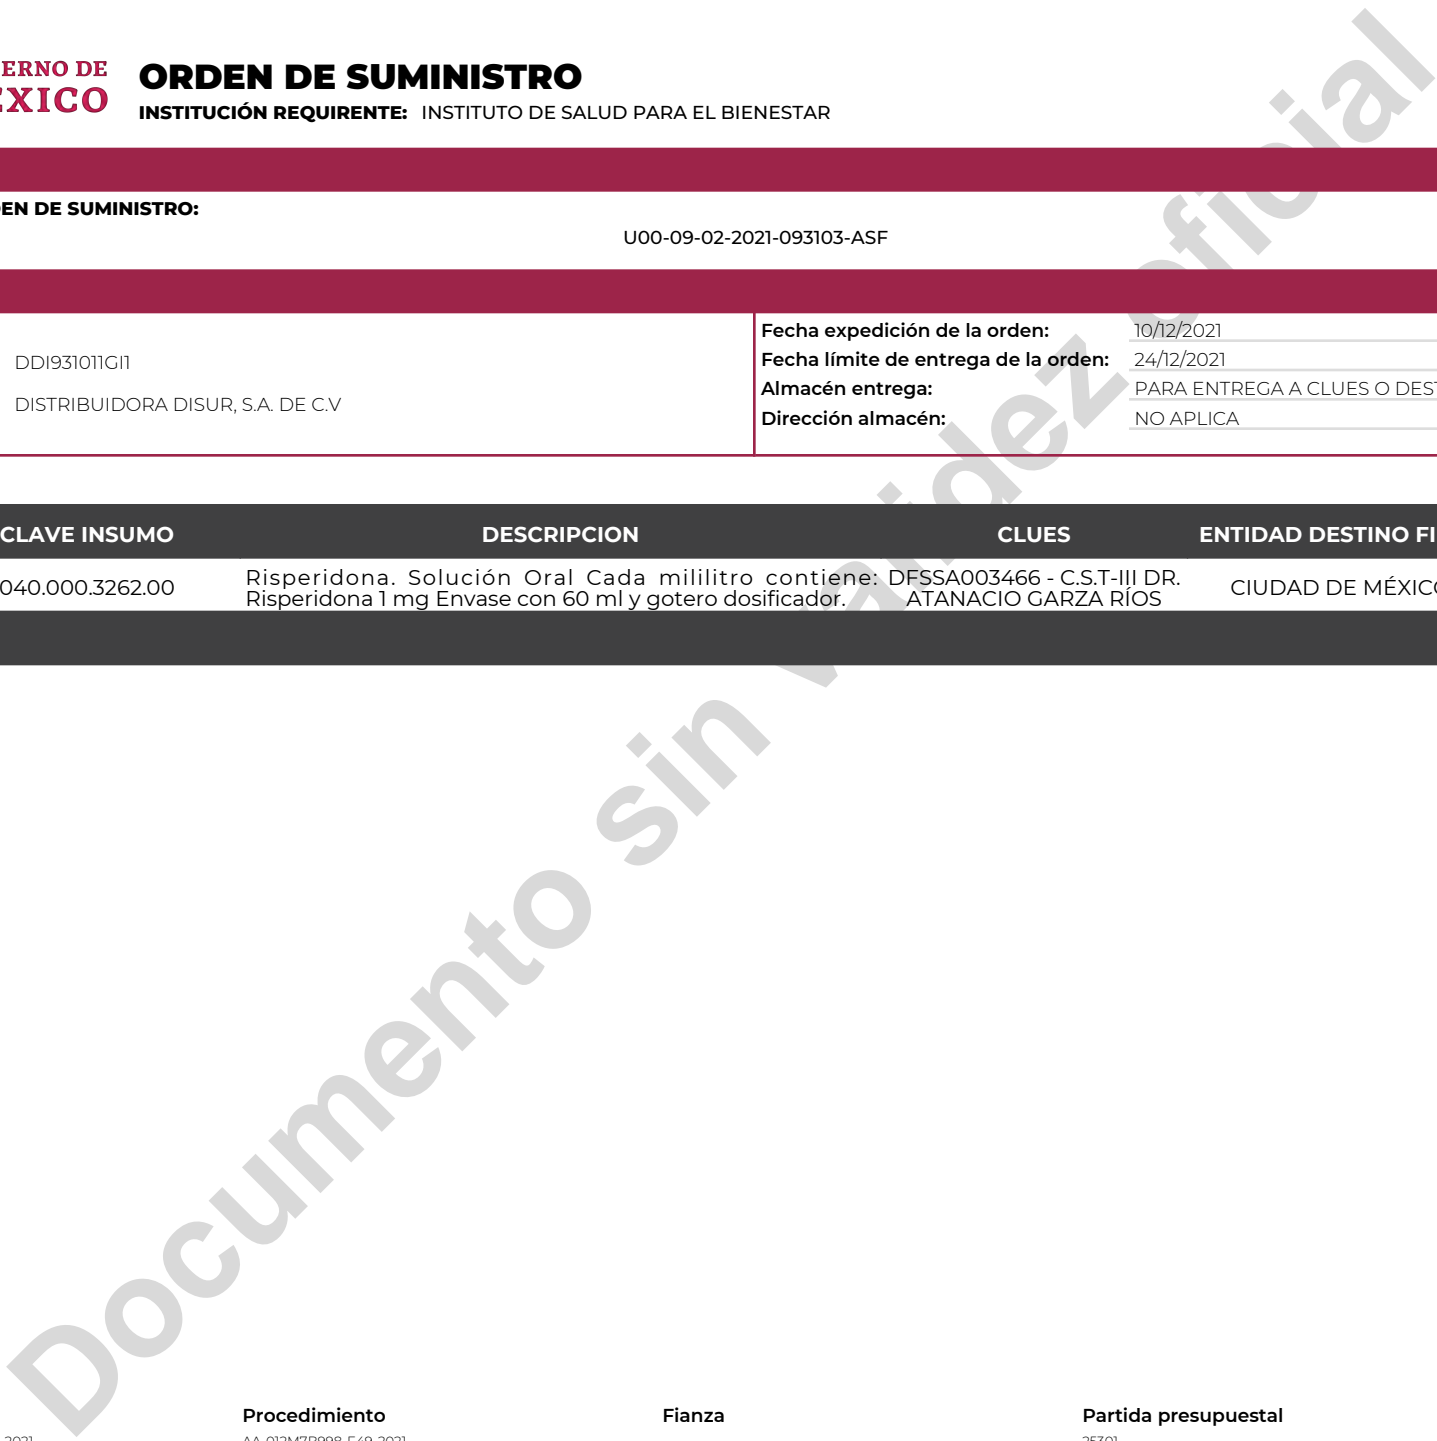 ERNO DE
ÉXICO
ORDEN DE SUMINISTRO
INSTITUCIÓN REQUIRENTE: INSTITUTO DE SALUD PARA EL BIENESTAR
EN DE SUMINISTRO:
U00-09-02-2021-093103-ASF
DDI931011GI1
DISTRIBUIDORA DISUR, S.A. DE C.V
Fecha expedición de la orden: 10/12/2021
Fecha límite de entrega de la orden: 24/12/2021
Almacén entrega: PARA ENTREGA A CLUES O DEST
Dirección almacén: NO APLICA
CLAVE INSUMO DESCRIPCION CLUES ENTIDAD DESTINO FI
040.000.3262.00
Risperidona. Solución Oral Cada mililitro contiene:
Risperidona 1 mg Envase con 60 ml y gotero dosificador.
DFSSA003466 - C.S.T-III DR.
ATANACIO GARZA RÍOS
CIUDAD DE MÉXICO
Documento sin validez oficial
Procedimiento Fianza Partida presupuestal